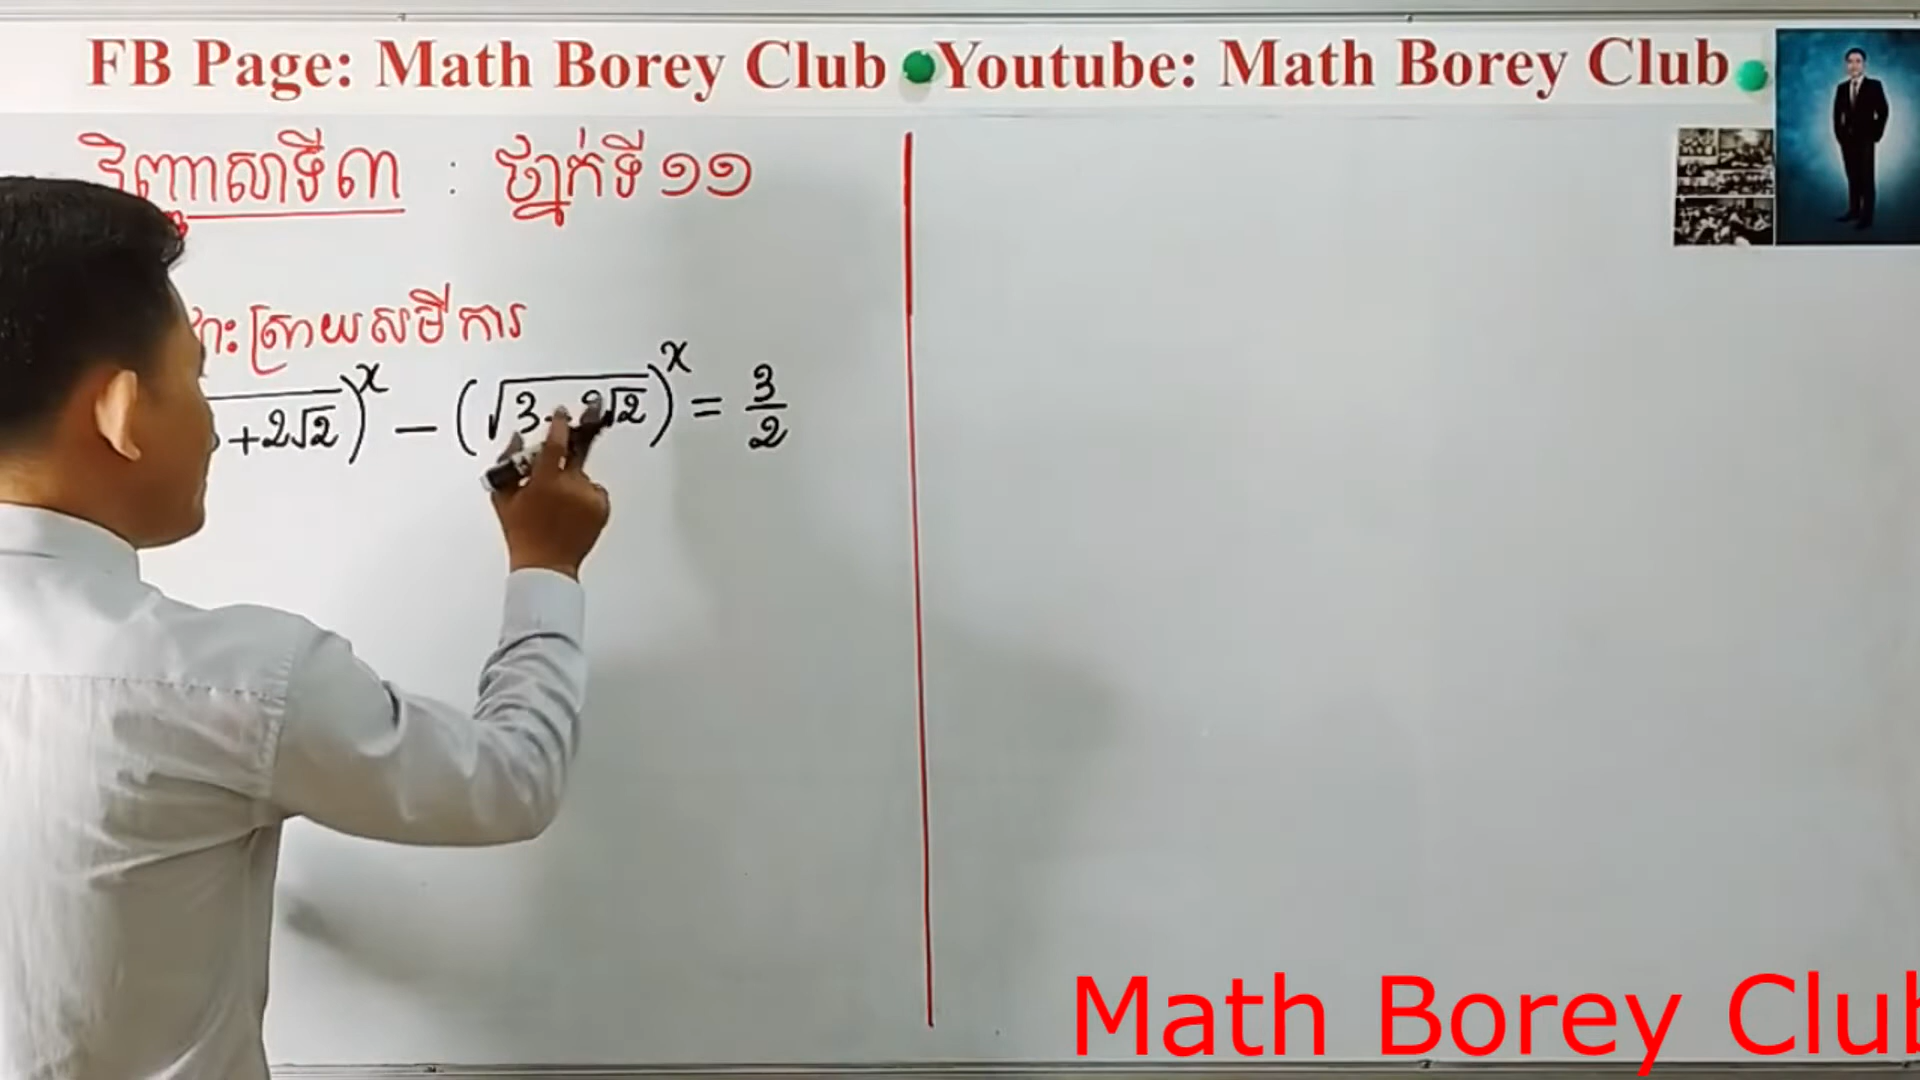 FB Page: Math Borey Club Youtube: Math Borey Club
វិញ្ញាសាទី៣ : ថ្នាក់ទី ១១
ដោះស្រាយសមីការ
+2√2)^x − (√(3−2√2))^x = 3/2
Math Borey Club